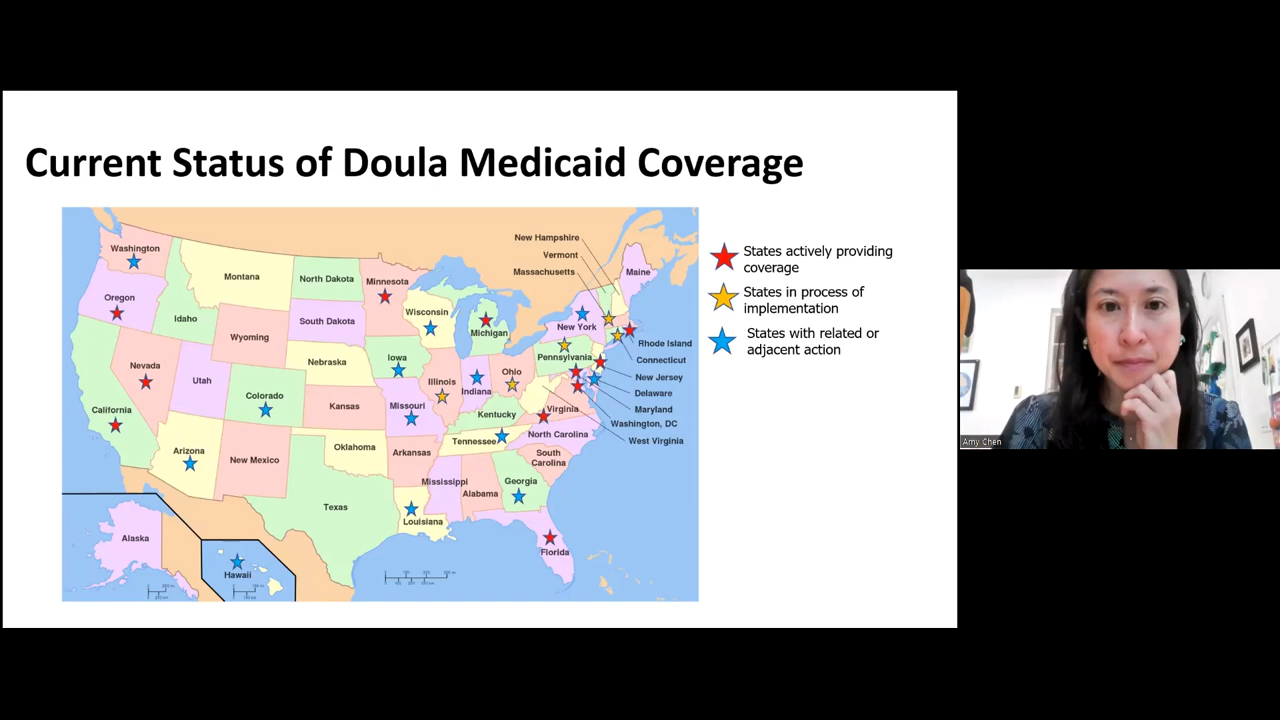 Current Status of Doula Medicaid Coverage
New Hampshire
Vermont
Massachusetts
Maine
Washington
Montana
North Dakota
Minnesota
Oregon
Idaho
Wyoming
South Dakota
Wisconsin
Michigan
New York
Rhode Island
Connecticut
New Jersey
Delaware
Maryland
Washington, DC
West Virginia
Nevada
Utah
Colorado
Nebraska
Iowa
Illinois
Indiana
Ohio
Pennsylvania
California
Kansas
Missouri
Kentucky
Virginia
Arizona
New Mexico
Oklahoma
Arkansas
Tennessee
North Carolina
South
Carolina
Texas
Louisiana
Mississippi
Alabama
Georgia
Florida
Alaska
Hawaii
States actively providing
coverage
States in process of
implementation
States with related or
adjacent action
Amy Chen